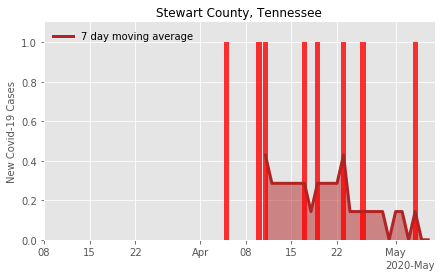 Stewart County, Tennessee
7 day moving average
New Covid-19 Cases
1.0
0.8
0.6
0.4
0.2
0.0
08 15 22 Apr 08 15 22 May
2020-May